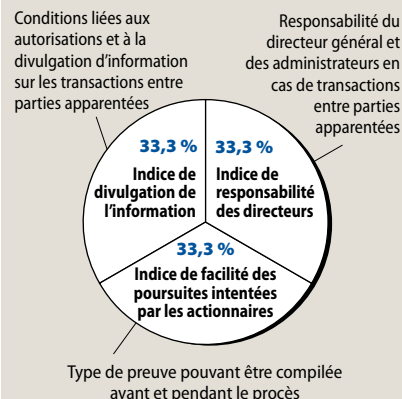 Conditions liées aux
autorisations et à la
divulgation d'information
sur les transactions entre
parties apparentées
Responsabilité du
directeur général et
des administrateurs en
cas de transactions
entre parties
apparentées
33,3 %
Indice de
divulgation de
l'information
33,3 %
Indice de
responsabilité
des directeurs
33,3 %
Indice de facilité des
poursuites intentées
par les actionnaires
Type de preuve pouvant être compilée
avant et pendant le procès